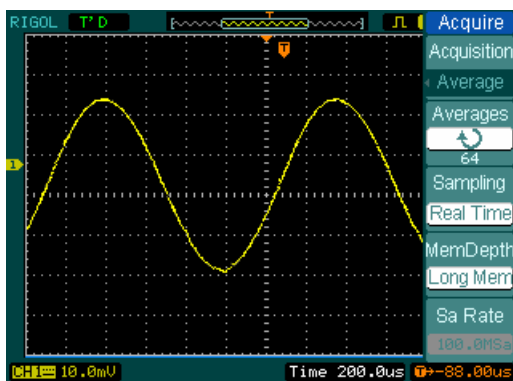 RIGOL T'D
T
Acquire
Acquisition
Average
Averages
64
Sampling
Real Time
MemDepth
Long Mem
Sa Rate
100.0MSa
T
1
CH1 10.0mV Time 200.0us T→-88.00us